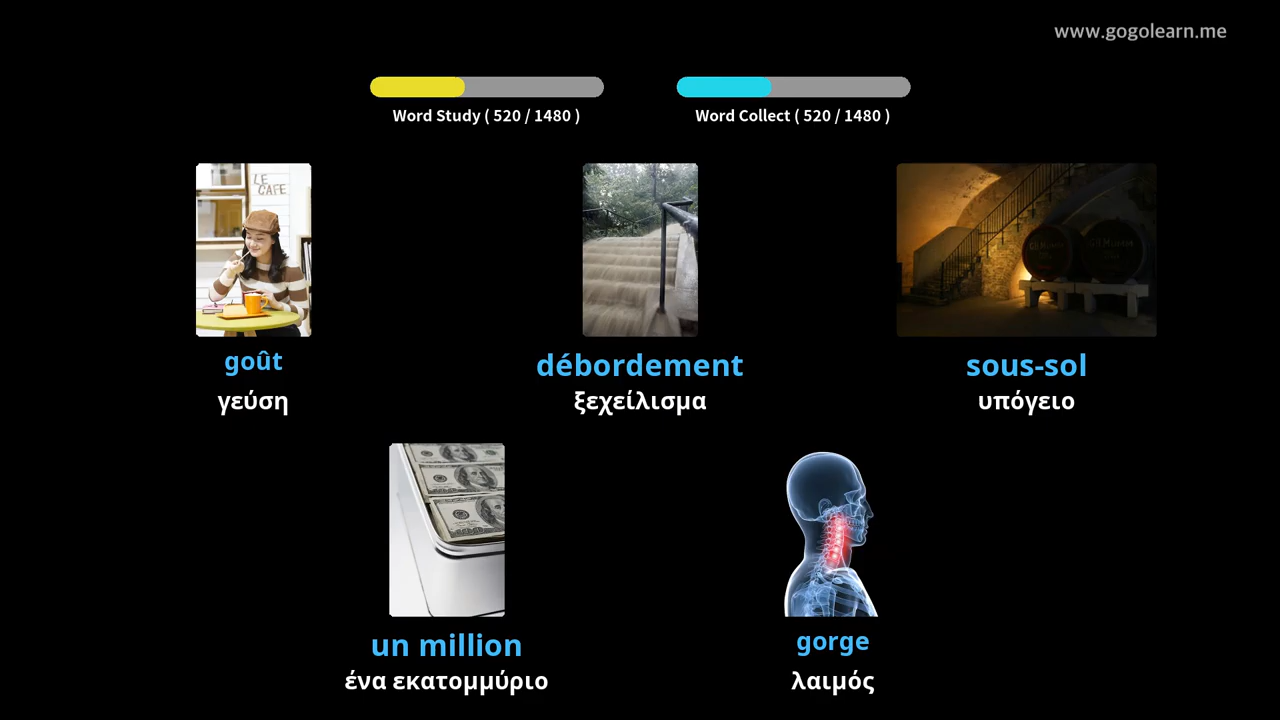 www.gogolearn.me
Word Study ( 520 / 1480 )
Word Collect ( 520 / 1480 )
LE
CAFE
goût
γεύση
débordement
ξεχείλισμα
sous-sol
υπόγειο
un million
ένα εκατομμύριο
gorge
λαιμός